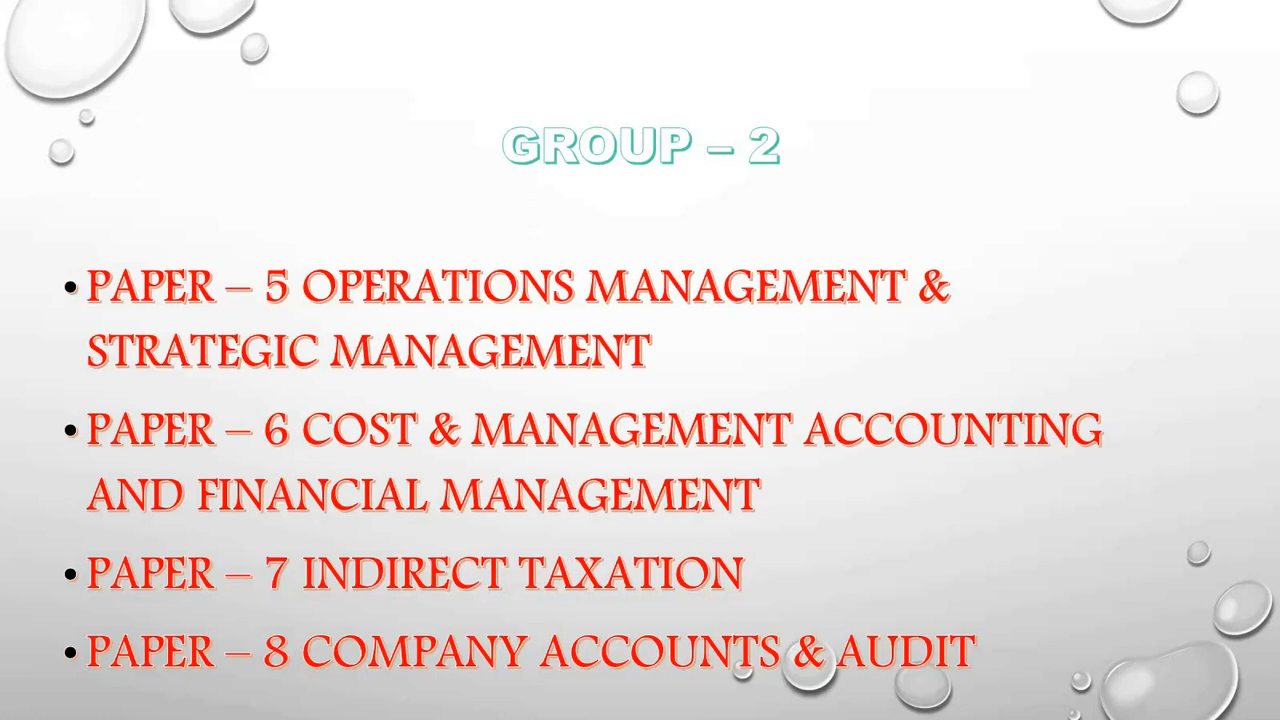 GROUP – 2
• PAPER – 5 OPERATIONS MANAGEMENT &
STRATEGIC MANAGEMENT
• PAPER – 6 COST & MANAGEMENT ACCOUNTING
AND FINANCIAL MANAGEMENT
• PAPER – 7 INDIRECT TAXATION
• PAPER – 8 COMPANY ACCOUNTS & AUDIT